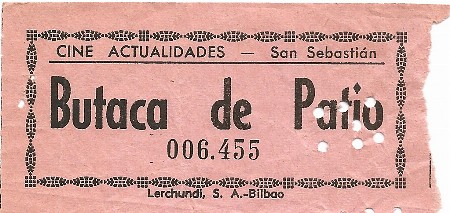 CINE ACTUALIDADES — San Sebastián
Butaca de Patio
006.455
Lerchundi, S. A.-Bilbao